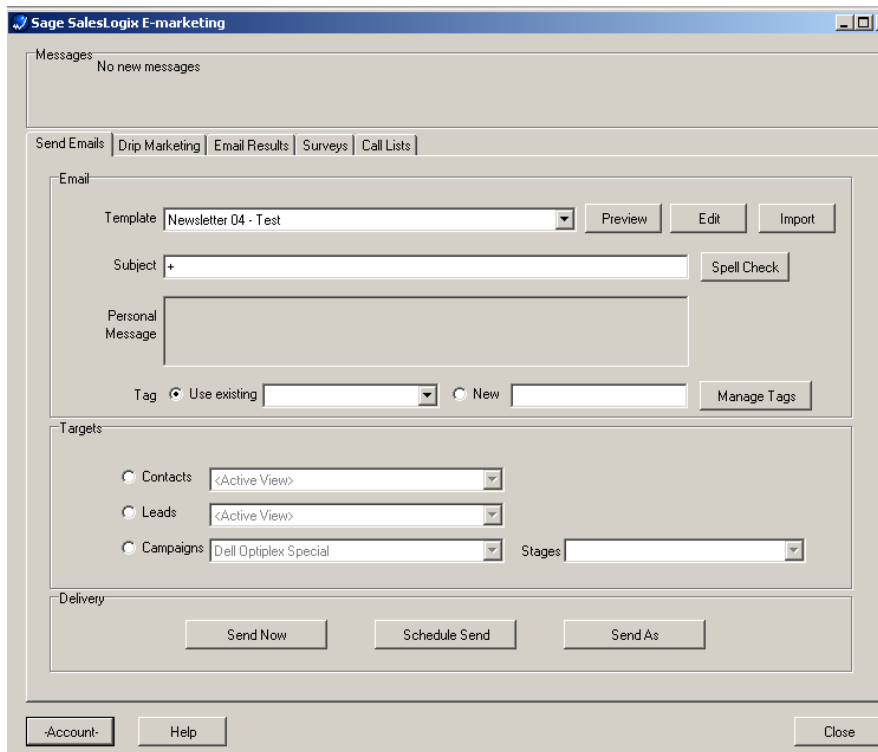 Sage SalesLogix E-marketing
Messages
No new messages
Send Emails Drip Marketing Email Results Surveys Call Lists
Email
Template Newsletter 04 - Test Preview Edit Import
Subject + Spell Check
Personal
Message
Tag Use existing New Manage Tags
Targets
Contacts <Active View>
Leads <Active View>
Campaigns Dell Optiplex Special Stages
Delivery
Send Now Schedule Send Send As
-Account- Help Close